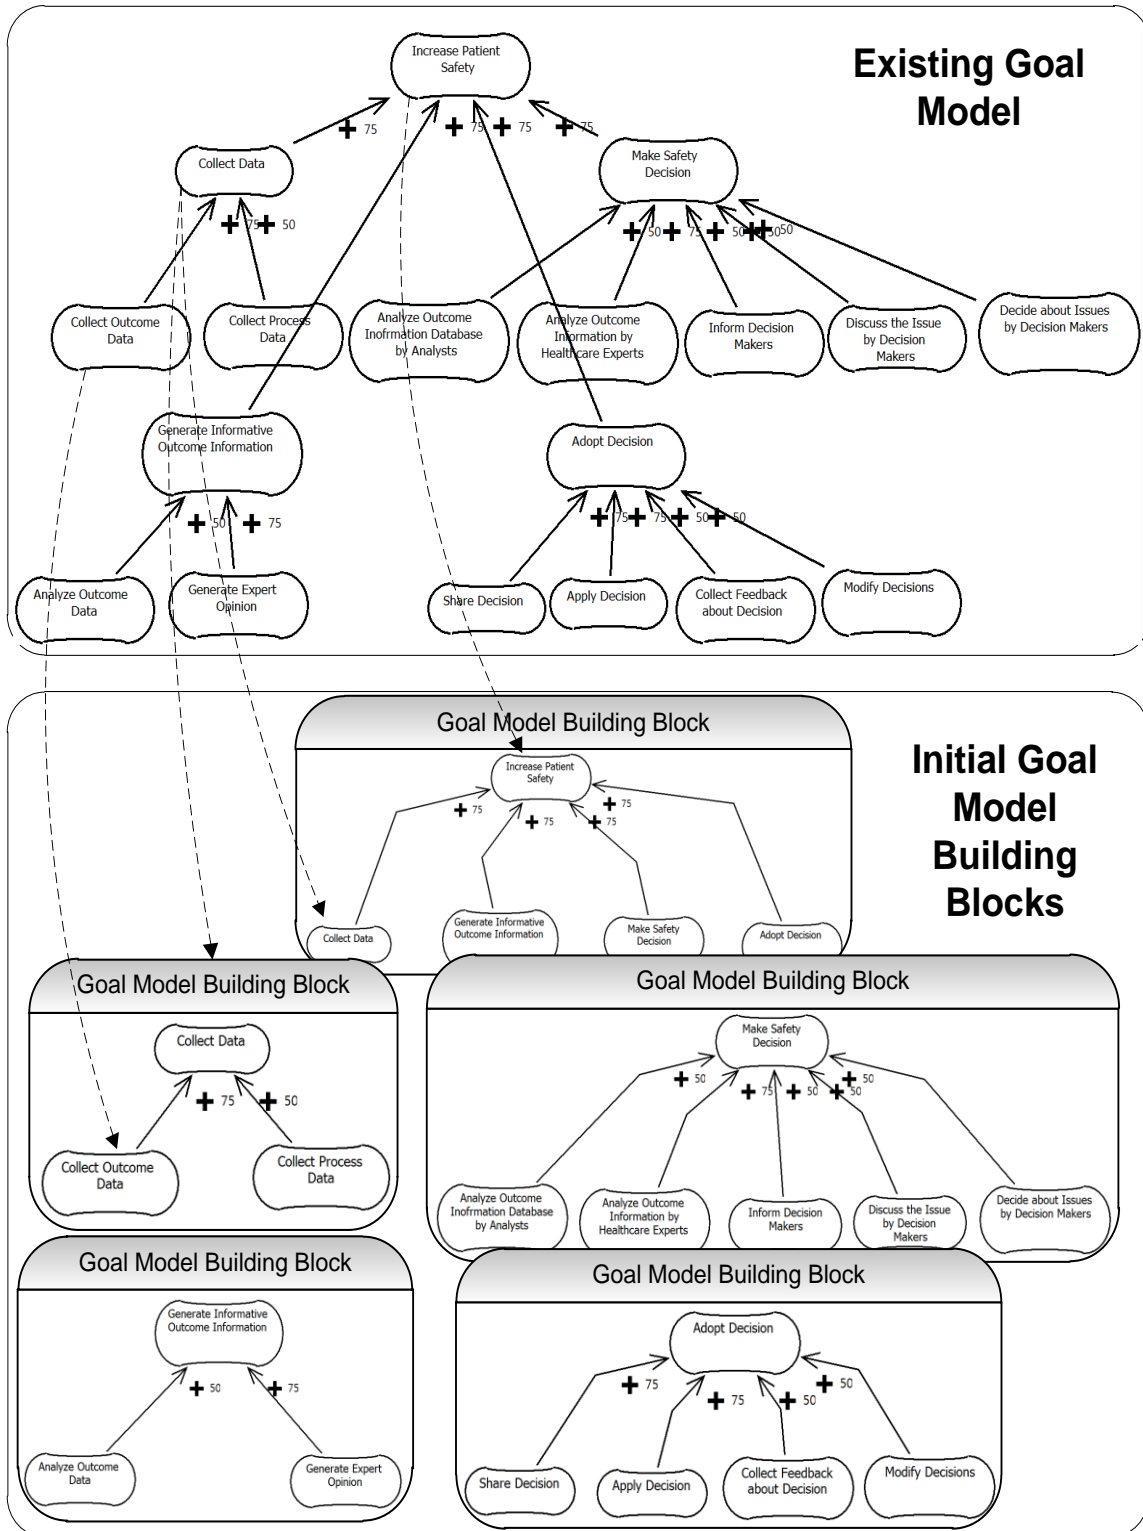 Increase Patient
Safety
Existing Goal
Model
75
75
75
75
Collect Data
Make Safety
Decision
75
50
50
75
50
50
50
Collect Outcome
Data
Collect Process
Data
Analyze Outcome
Inofrmation Database
by Analysts
Analyze Outcome
Information by
Healthcare Experts
Inform Decision
Makers
Discuss the Issue
by Decision
Makers
Decide about Issues
by Decision Makers
Generate Informative
Outcome Information
Adopt Decision
50
75
75
75
50
50
Analyze Outcome
Data
Generate Expert
Opinion
Share Decision
Apply Decision
Collect Feedback
about Decision
Modify Decisions
Goal Model Building Block
Initial Goal
Model
Building
Blocks
Increase Patient
Safety
75
75
75
75
Collect Data
Generate Informative
Outcome Information
Make Safety
Decision
Adopt Decision
Goal Model Building Block
Collect Data
75
50
Collect Outcome
Data
Collect Process
Data
Goal Model Building Block
Make Safety
Decision
50
75
50
50
50
Analyze Outcome
Inofrmation Database
by Analysts
Analyze Outcome
Information by
Healthcare Experts
Inform Decision
Makers
Discuss the Issue
by Decision
Makers
Decide about Issues
by Decision Makers
Goal Model Building Block
Generate Informative
Outcome Information
50
75
Analyze Outcome
Data
Generate Expert
Opinion
Goal Model Building Block
Adopt Decision
75
75
50
50
Share Decision
Apply Decision
Collect Feedback
about Decision
Modify Decisions